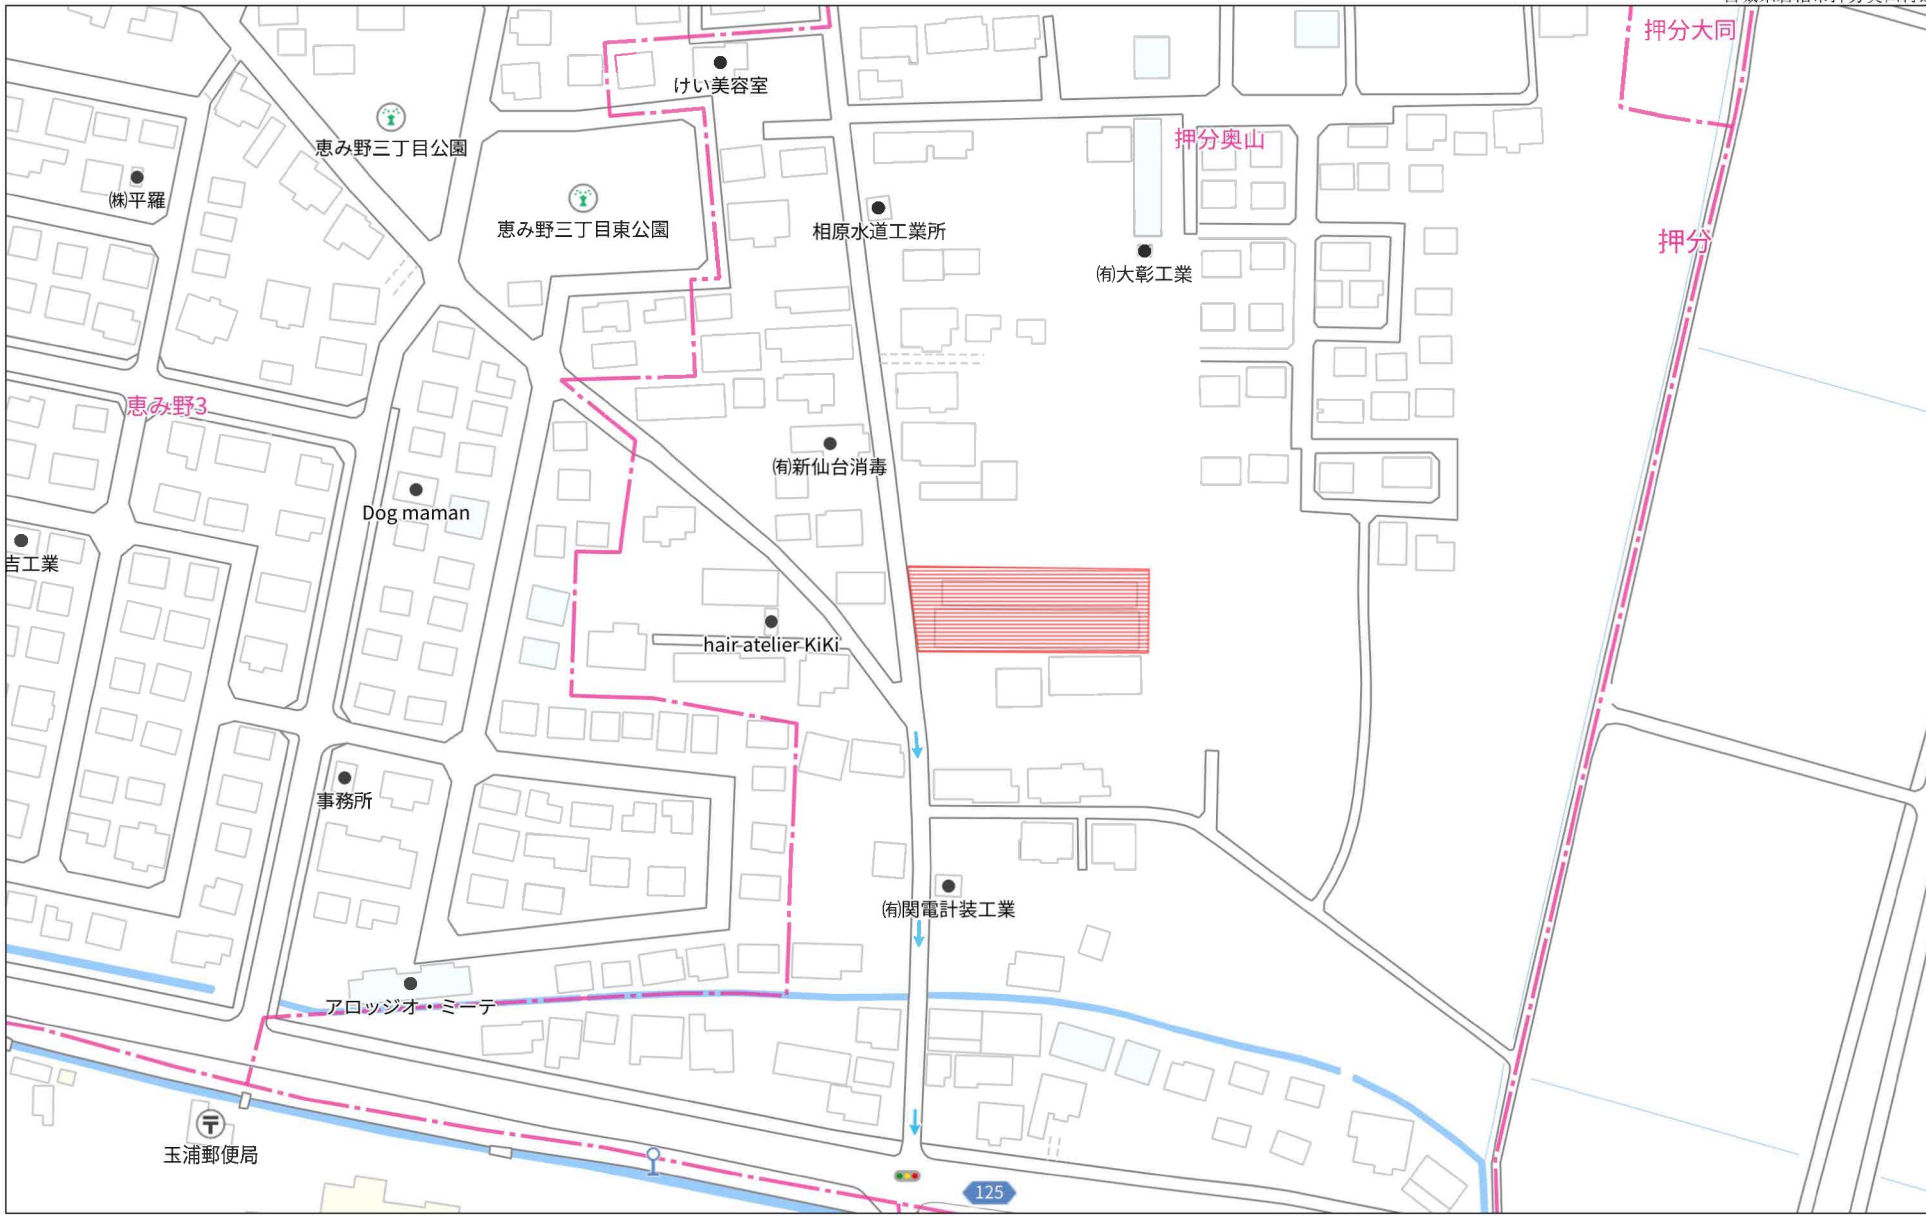 押分大同
けい美容室
恵み野三丁目公園
押分奥山
㈱平羅
恵み野三丁目東公園
相原水道工業所
押分
㈲大彰工業
恵み野3
㈲新仙台消毒
Dog maman
吉工業
hair atelier KiKi
事務所
㈲関電計装工業
アロッジオ・ミーテ
玉浦郵便局
125